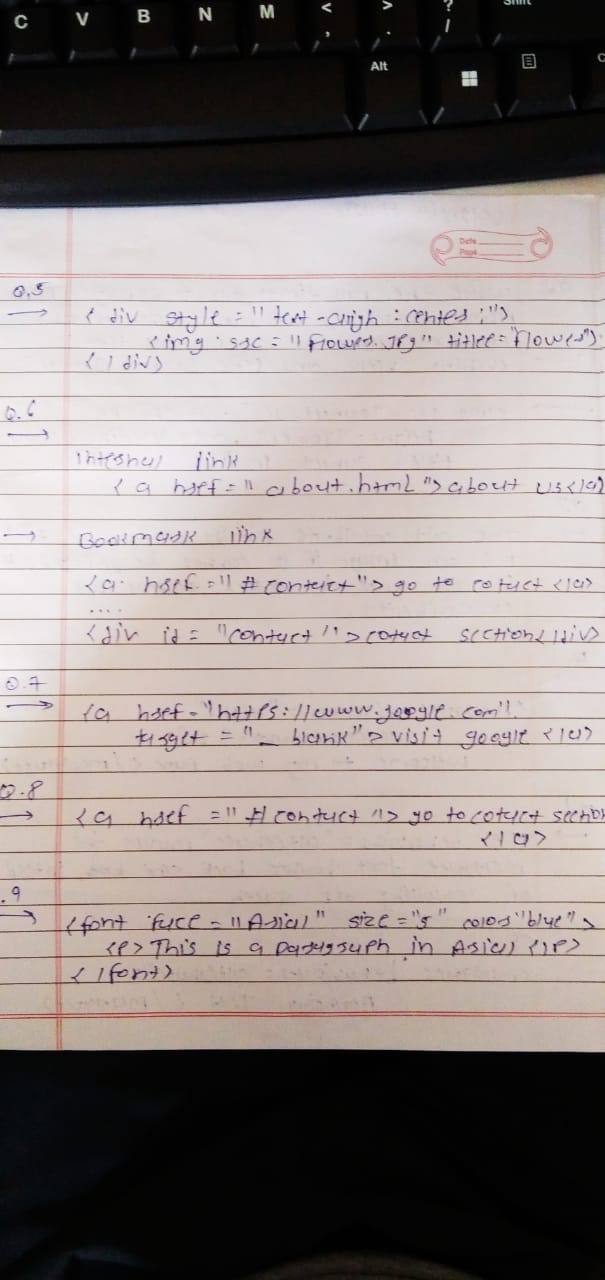 C V B N M < , > . ? / Shift
Alt
Date
Page
Q.5
→ < div style = " text-align : center ; ">
<img src = " flower. JPg" title = "flower">
</div>
Q.6
→
internal link
< a href = " about.html "> about us </a>
→ Bookmark link
<a href = " # contact "> go to cotact </a>
....
<div id = "contact "> cotact section </div>
Q.7
→ <a href = "https://www.google.com".
target = "_ blank" > visit google </a>
Q.8
→ <a href = " # contact "> go to cotact section
</a>
.9
→ <font face = " Arial " size = "5" color "blue" >
<P> This is a paragraph in Arial </P>
</font>